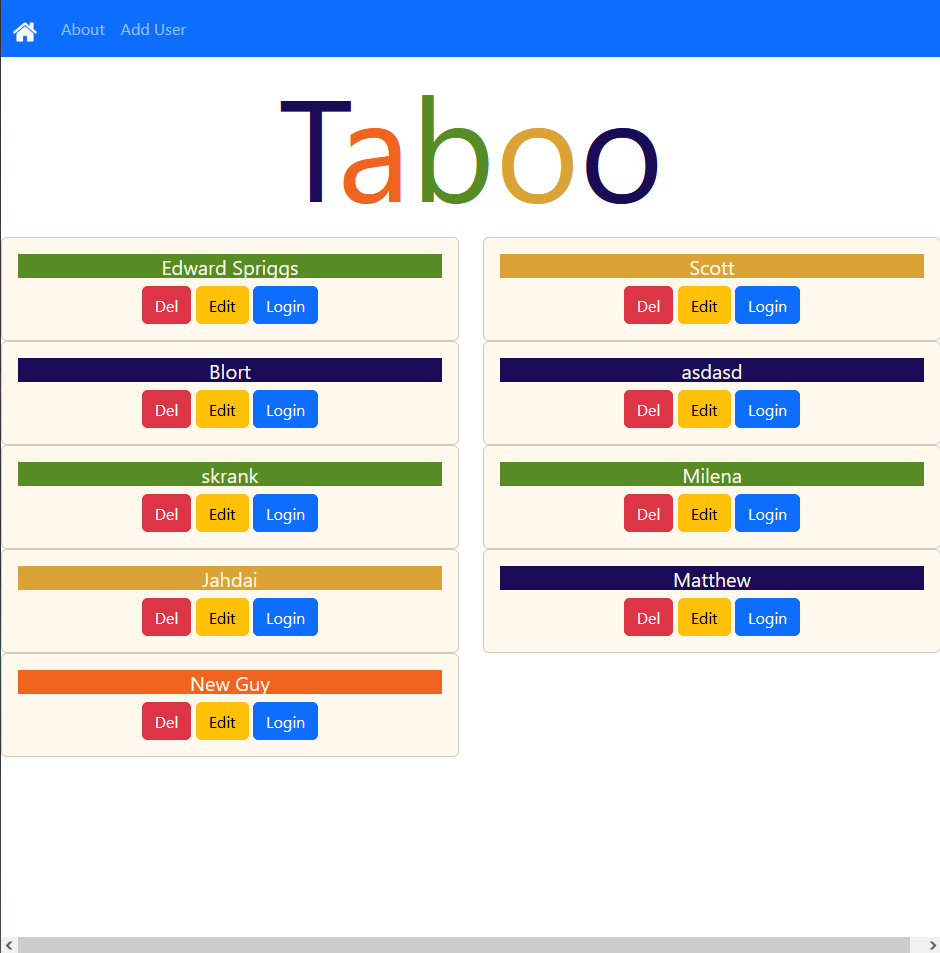 About Add User
Taboo
Edward Spriggs
Del Edit Login
Scott
Del Edit Login
Blort
Del Edit Login
asdasd
Del Edit Login
skrank
Del Edit Login
Milena
Del Edit Login
Jahdai
Del Edit Login
Matthew
Del Edit Login
New Guy
Del Edit Login